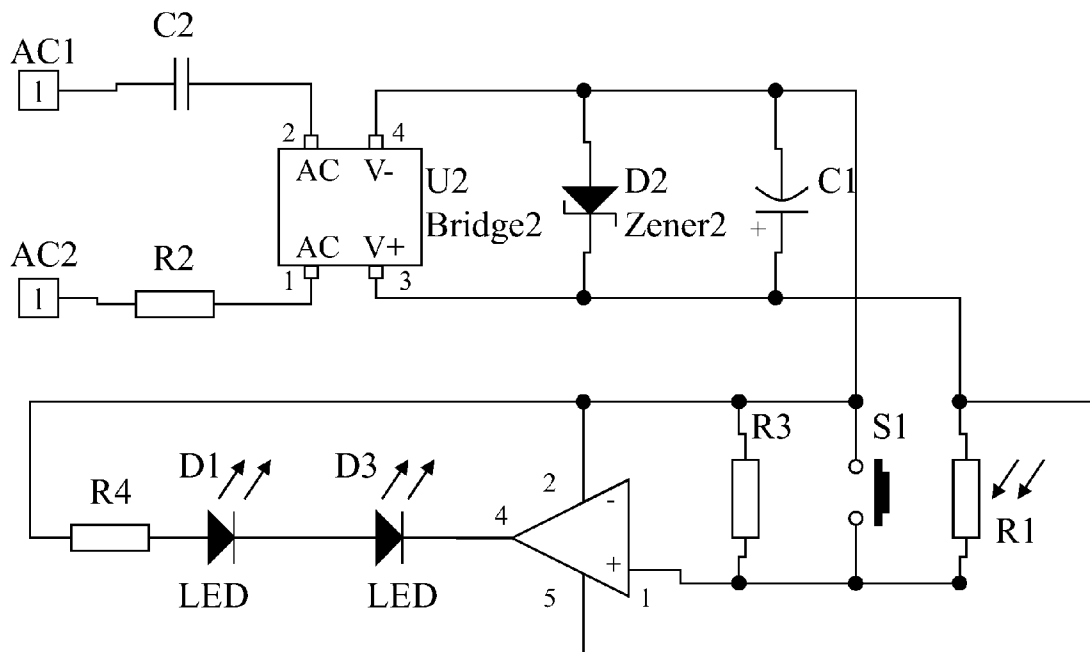 C2
AC1
1
2
4
AC
V-
U2
Bridge2
D2
Zener2
C1
+
AC2
R2
AC
V+
1
1
3
R3
S1
D1
D3
R4
2
-
4
R1
LED
LED
5
+
1